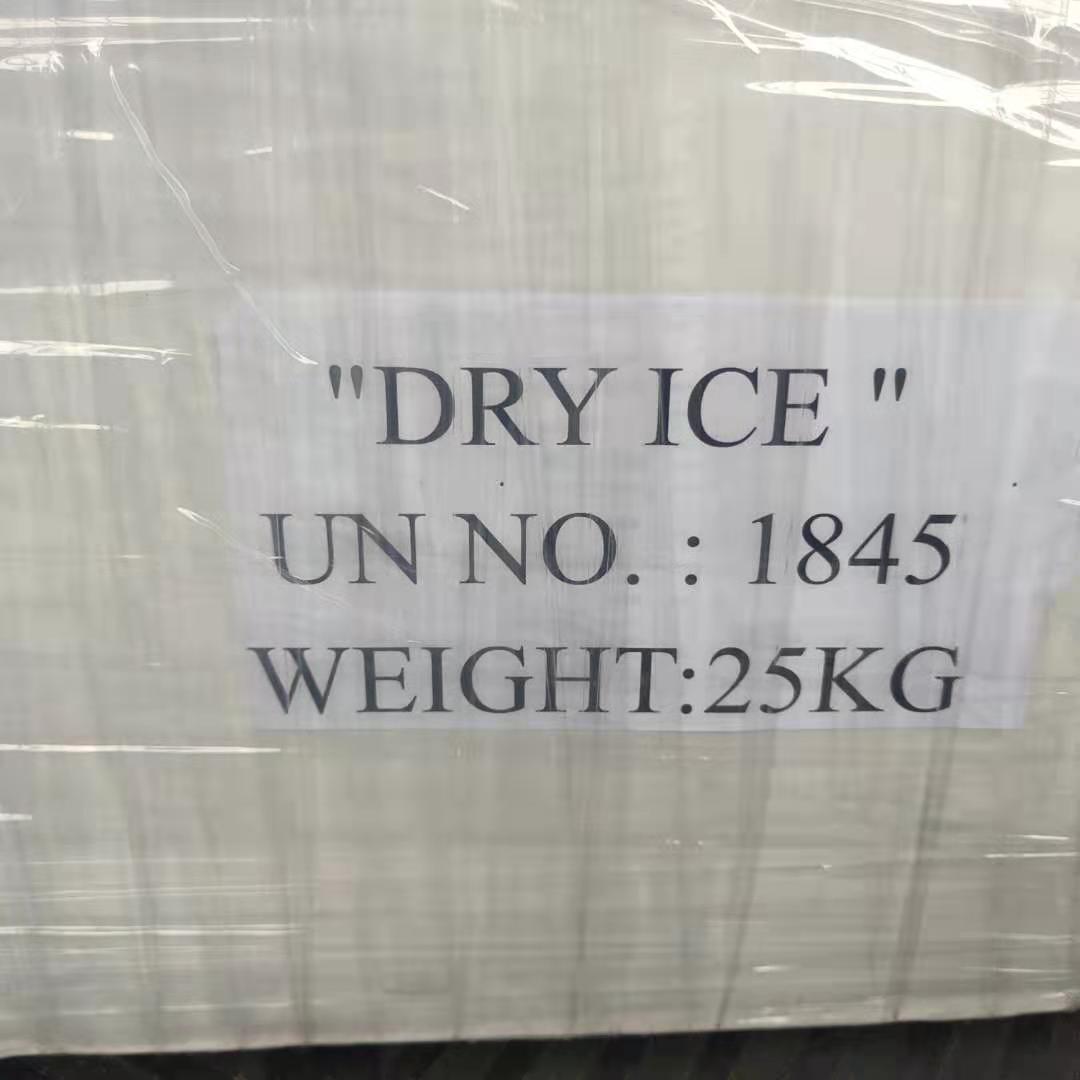 "DRY ICE "
UN NO. : 1845
WEIGHT:25KG